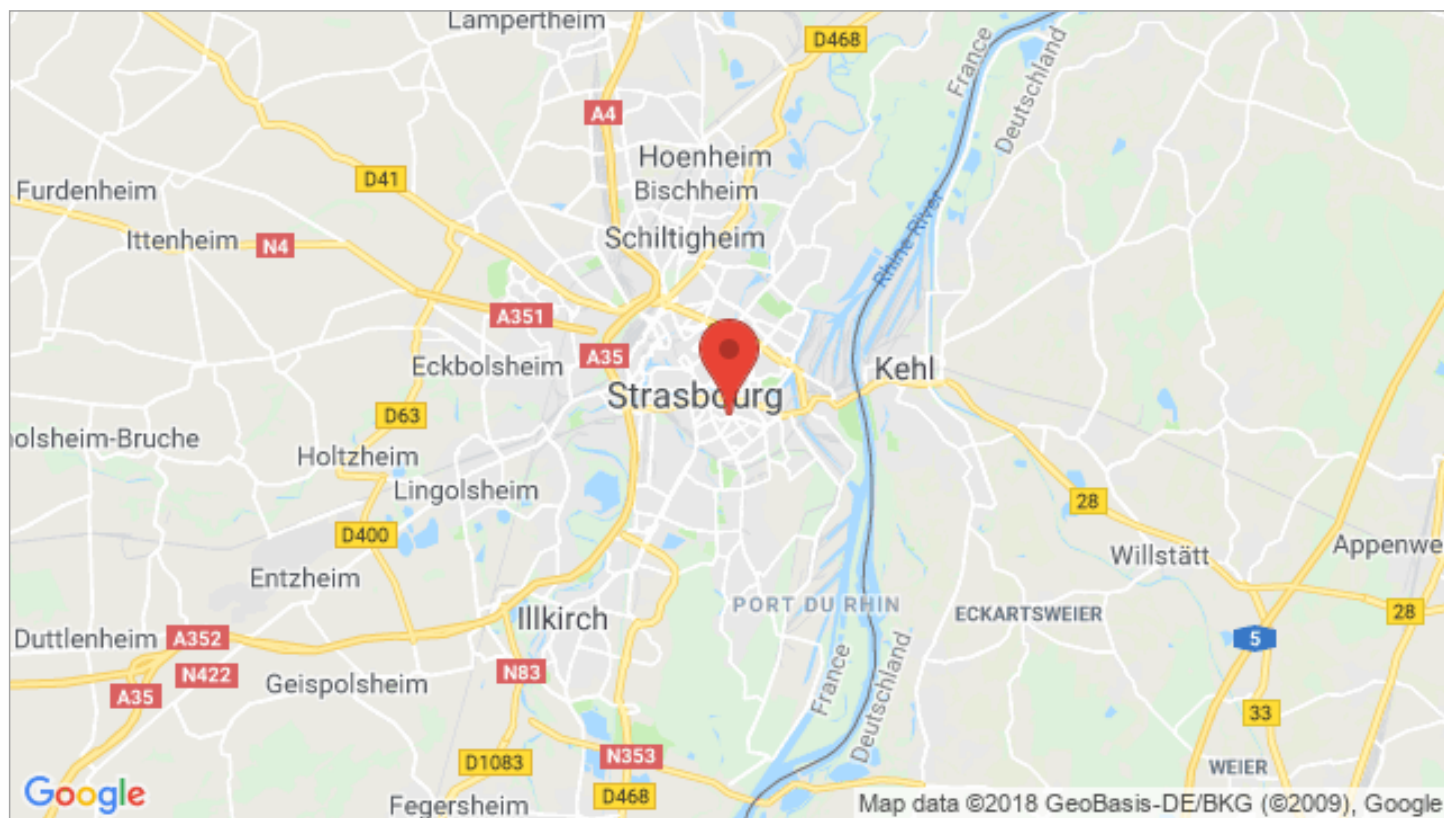 Lampertheim
D468
France
Deutschland
A4
Hoenheim
Bischheim
D41
Furdenheim
Ittenheim
N4
Schiltigheim
Rhine River
A351
A35
Eckbolsheim
Kehl
Strasbourg
D63
olsheim-Bruche
Holtzheim
Lingolsheim
28
D400
Willstätt
Appenwe
Entzheim
PORT DU RHIN
ECKARTSWEIER
28
Illkirch
Duttlenheim
A352
5
N422
N83
Geispolsheim
A35
France
Deutschland
33
N353
D1083
WEIER
Google
D468
Fegersheim
Map data ©2018 GeoBasis-DE/BKG (©2009), Google